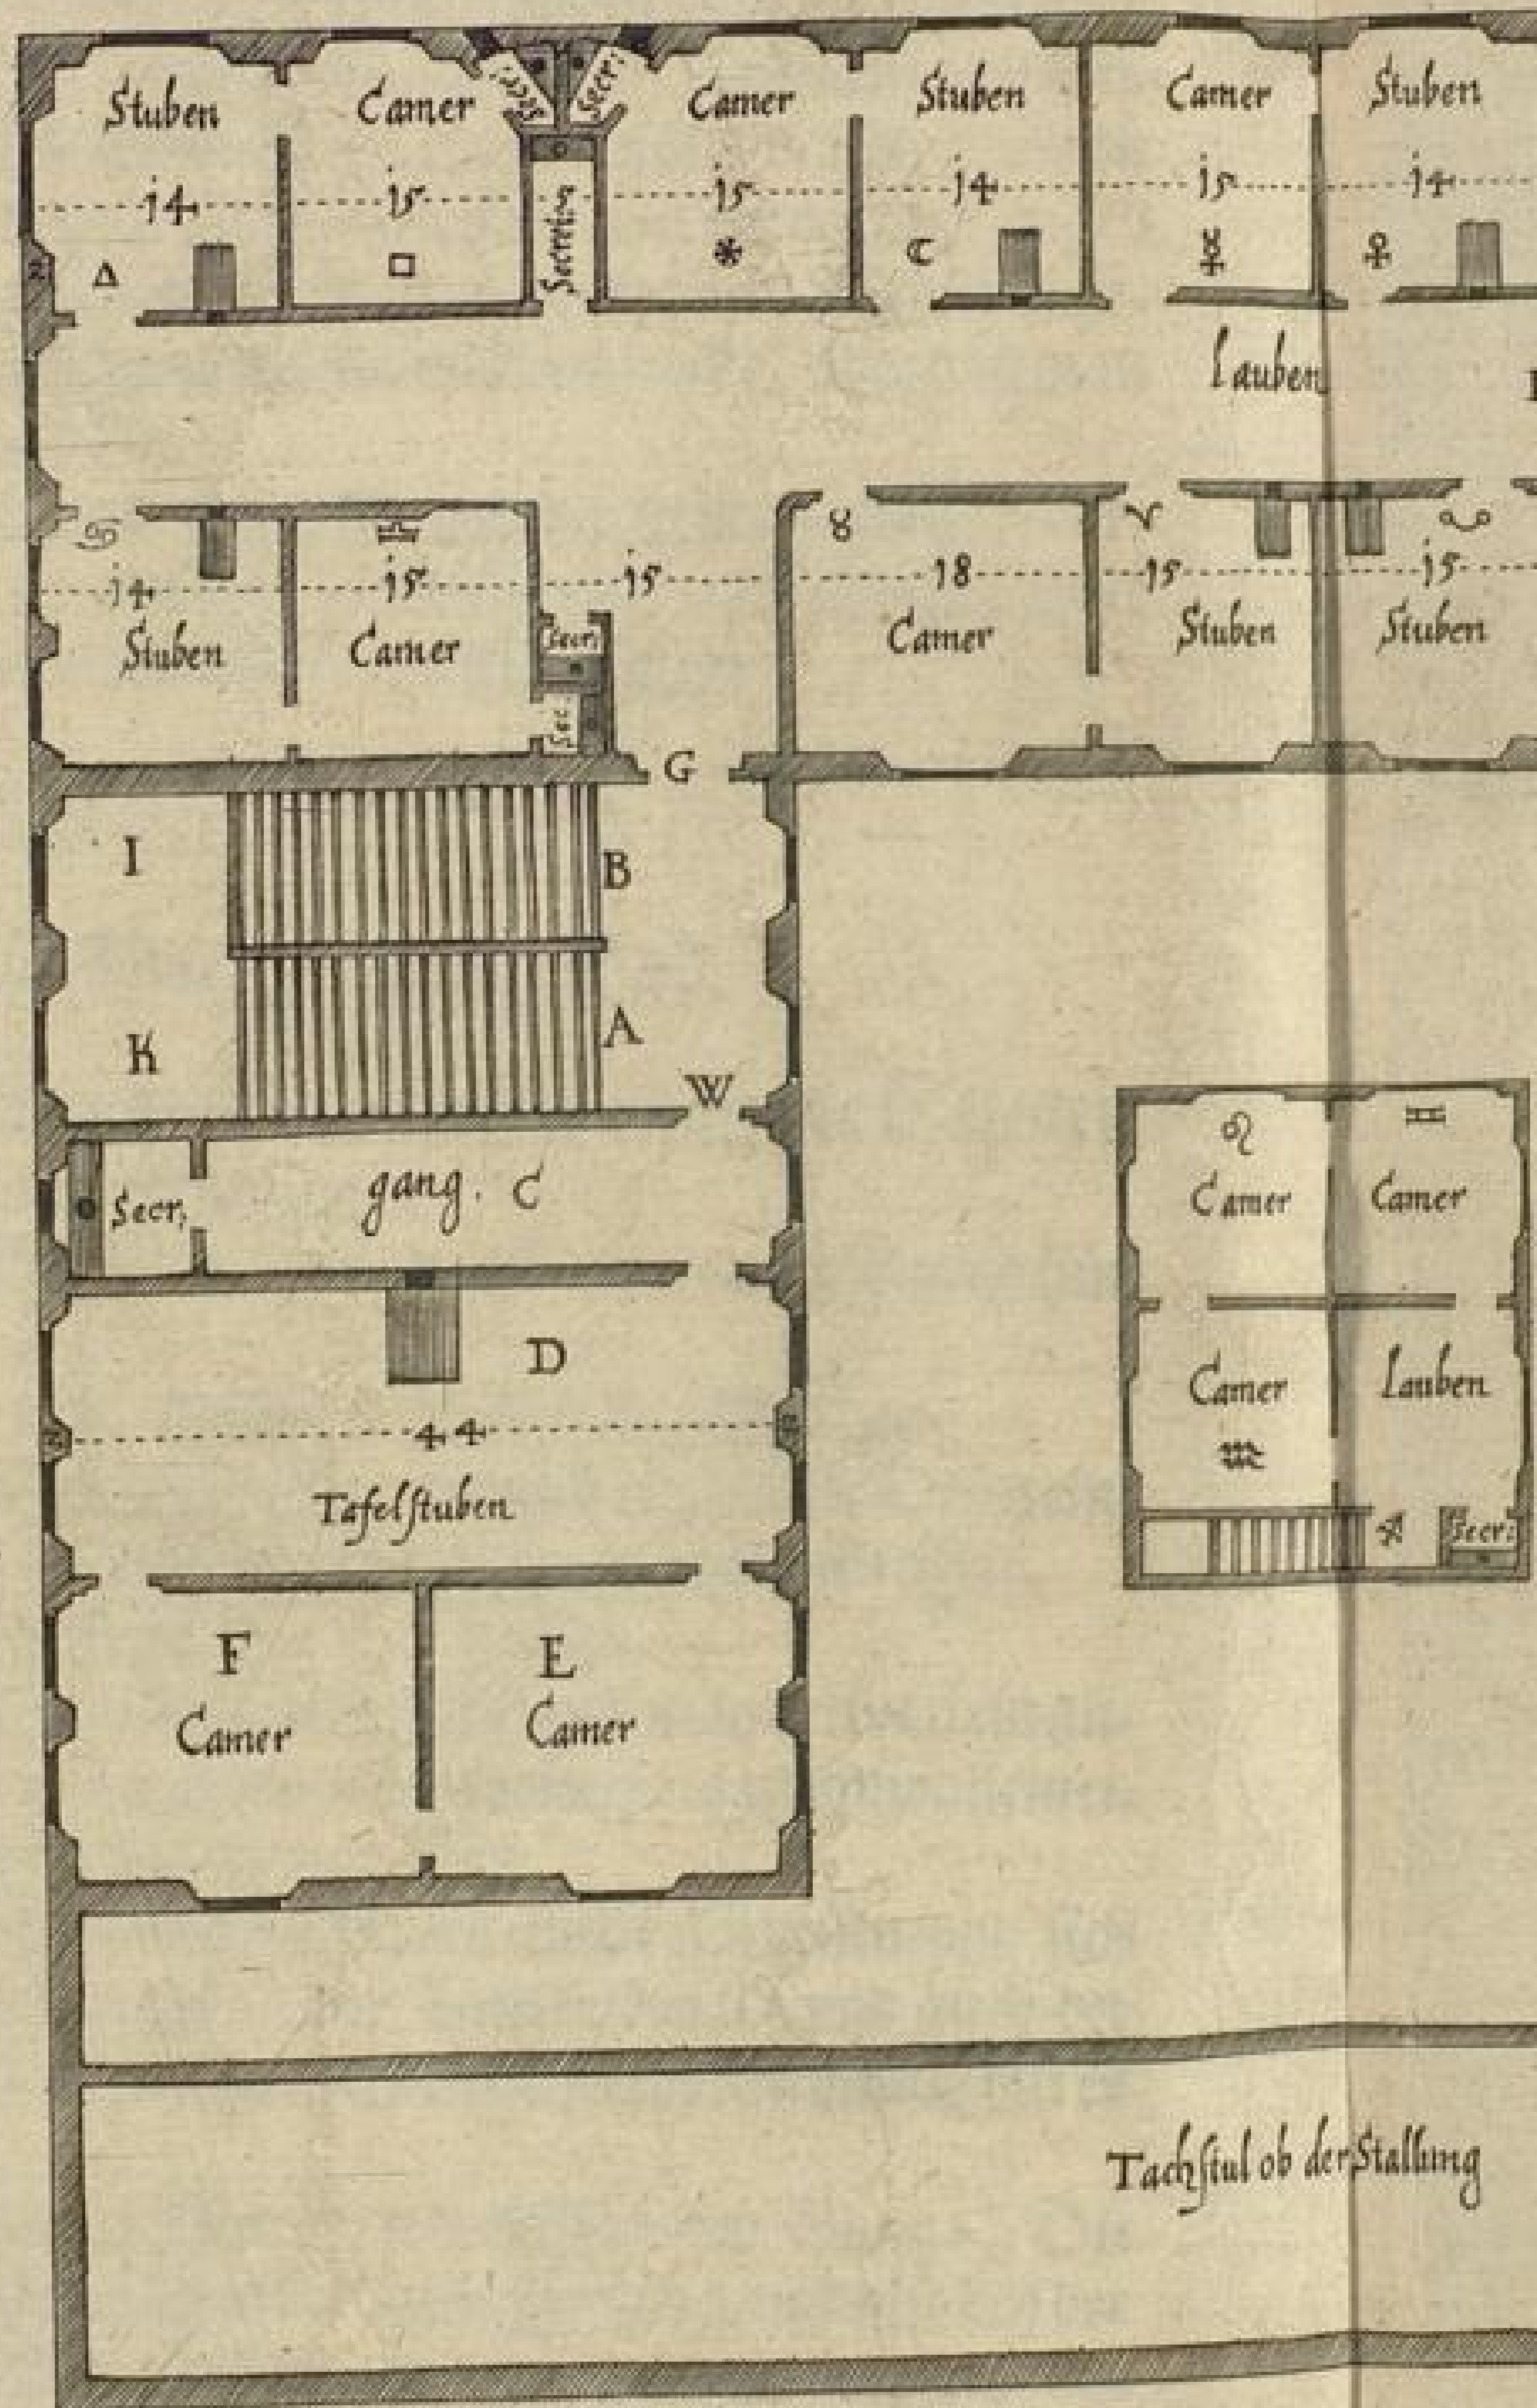 Stuben
Camer
Secr:
Secr:
Camer
Stuben
Camer
Stuben
14
15
15
14
15
14
Secret:
Δ
□
*
☾
☿
♀
Lauben
♋
♉
♈
14
15
15
18
15
15
Stuben
Camer
Secr:
Camer
Stuben
Stuben
Sec
G
I
B
K
A
W
Secr:
gang. C
♌
♊
Camer
Camer
D
44
Camer
Lauben
Tafelstuben
Secr:
F
E
Camer
Camer
Tachstul ob der Stallung